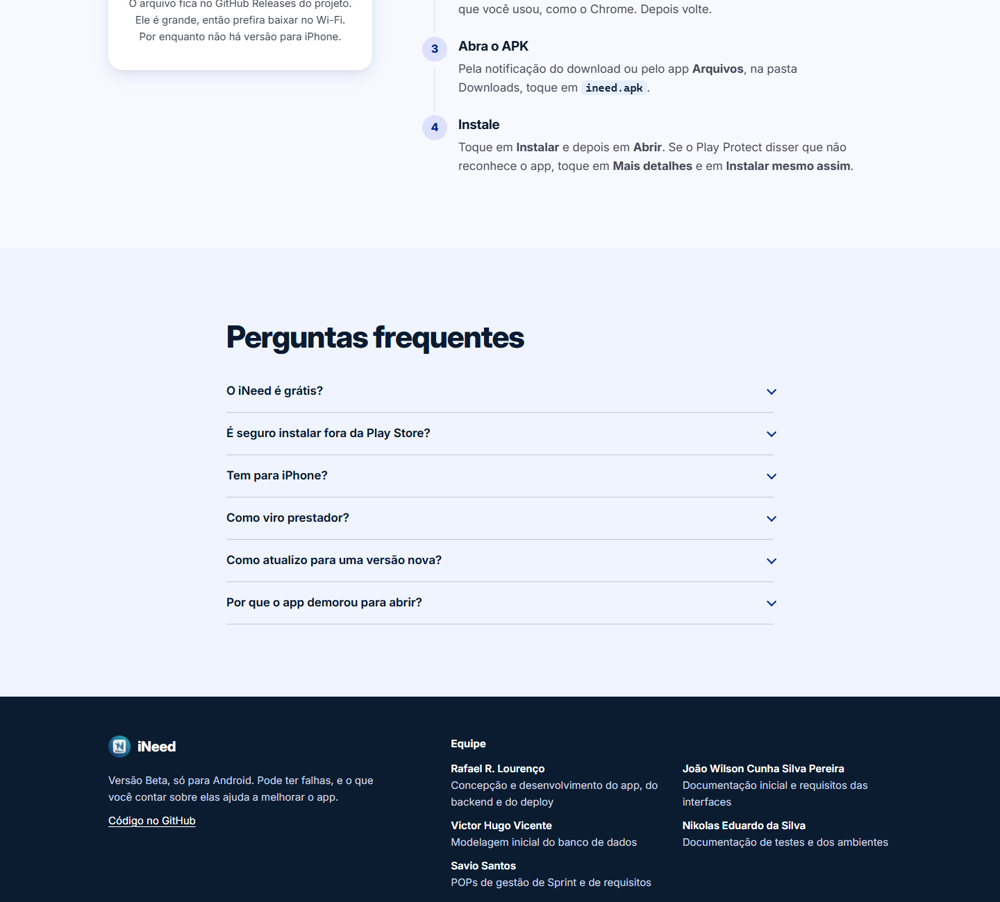 O arquivo fica no GitHub Releases do projeto.
Ele é grande, então prefira baixar no Wi-Fi.
Por enquanto não há versão para iPhone.
que você usou, como o Chrome. Depois volte.
3
Abra o APK
Pela notificação do download ou pelo app Arquivos, na pasta
Downloads, toque em ineed.apk.
4
Instale
Toque em Instalar e depois em Abrir. Se o Play Protect disser que não
reconhece o app, toque em Mais detalhes e em Instalar mesmo assim.
Perguntas frequentes
O iNeed é grátis?
É seguro instalar fora da Play Store?
Tem para iPhone?
Como viro prestador?
Como atualizo para uma versão nova?
Por que o app demorou para abrir?
iNeed
Versão Beta, só para Android. Pode ter falhas, e o que
você contar sobre elas ajuda a melhorar o app.
Código no GitHub
Equipe
Rafael R. Lourenço
Concepção e desenvolvimento do app, do
backend e do deploy
João Wilson Cunha Silva Pereira
Documentação inicial e requisitos das
interfaces
Victor Hugo Vicente
Modelagem inicial do banco de dados
Nikolas Eduardo da Silva
Documentação de testes e dos ambientes
Savio Santos
POPs de gestão de Sprint e de requisitos